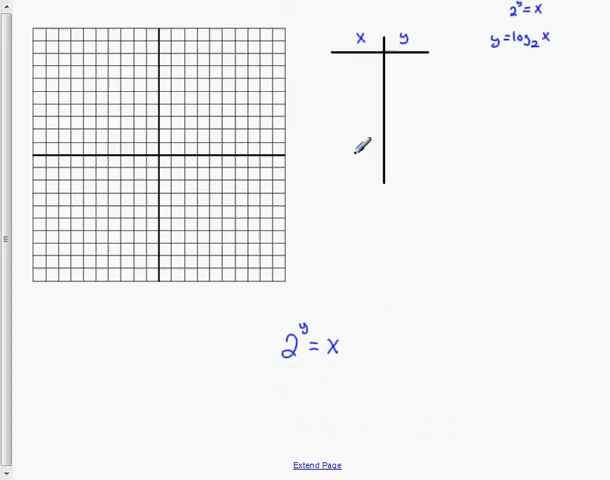 2^y = x
x y
y = log₂ x
2^y = x
Extend Page